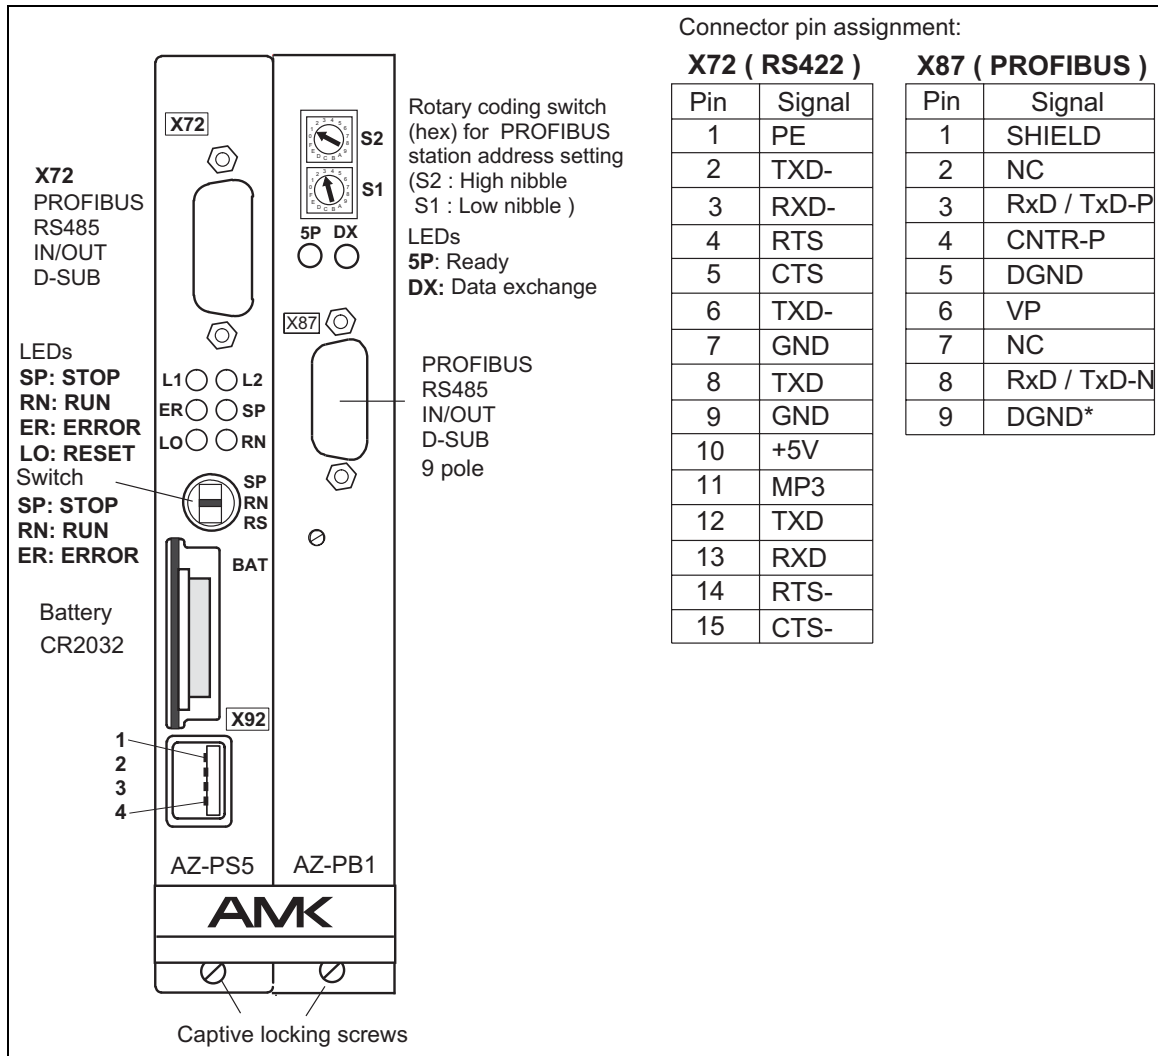 Connector pin assignment:
X72 ( RS422 )
Pin Signal
1 PE
2 TXD-
3 RXD-
4 RTS
5 CTS
6 TXD-
7 GND
8 TXD
9 GND
10 +5V
11 MP3
12 TXD
13 RXD
14 RTS-
15 CTS-
X87 ( PROFIBUS )
Pin Signal
1 SHIELD
2 NC
3 RxD / TxD-P
4 CNTR-P
5 DGND
6 VP
7 NC
8 RxD / TxD-N
9 DGND*
X72
X72
PROFIBUS
RS485
IN/OUT
D-SUB
LEDs
SP: STOP
RN: RUN
ER: ERROR
LO: RESET
Switch
SP: STOP
RN: RUN
ER: ERROR
Battery
CR2032
L1 L2
ER SP
LO RN
SP
RN
RS
BAT
X92
1
2
3
4
AZ-PS5
S2
S1
5P DX
X87
Rotary coding switch
(hex) for PROFIBUS
station address setting
(S2 : High nibble
S1 : Low nibble )
LEDs
5P: Ready
DX: Data exchange
PROFIBUS
RS485
IN/OUT
D-SUB
9 pole
AZ-PB1
AMK
Captive locking screws